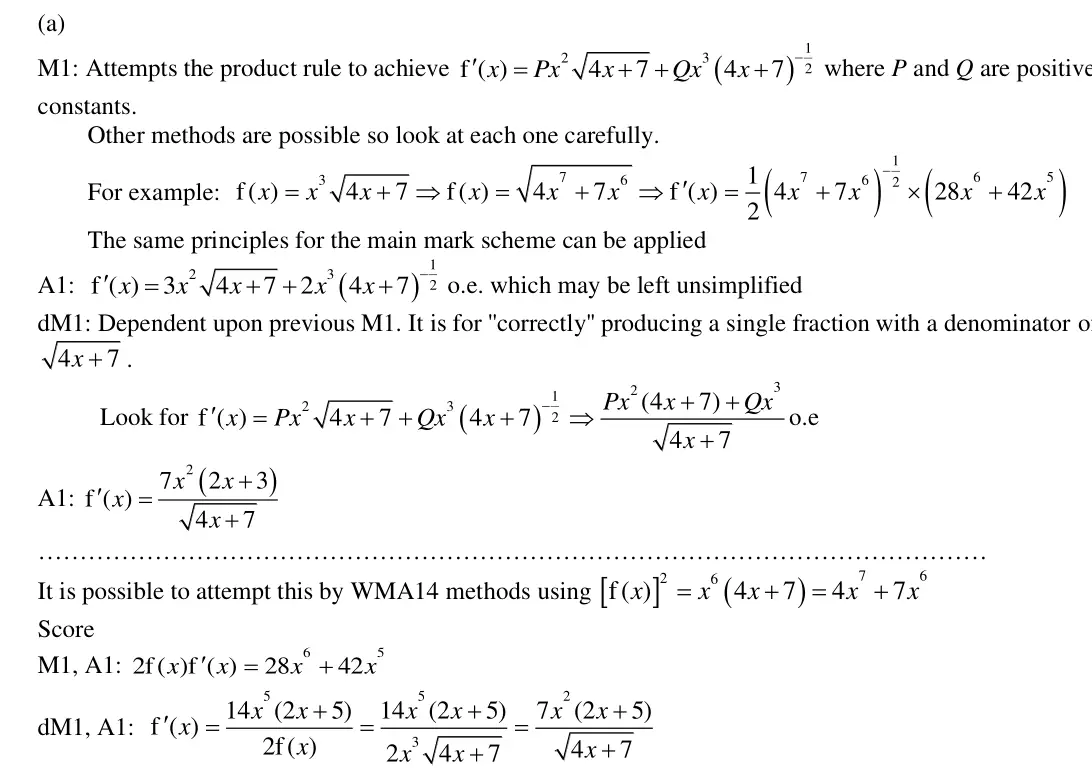 (a)
M1: Attempts the product rule to achieve f′(x) = Px²√(4x+7) + Qx³(4x+7)^(−1/2) where P and Q are positive
constants.
Other methods are possible so look at each one carefully.
For example: f(x) = x³√(4x+7) ⇒ f(x) = √(4x⁷ + 7x⁶) ⇒ f′(x) = 1/2 (4x⁷ + 7x⁶)^(−1/2) × (28x⁶ + 42x⁵)
The same principles for the main mark scheme can be applied
A1: f′(x) = 3x²√(4x+7) + 2x³(4x+7)^(−1/2) o.e. which may be left unsimplified
dM1: Dependent upon previous M1. It is for "correctly" producing a single fraction with a denominator o
√(4x+7) .
Look for f′(x) = Px²√(4x+7) + Qx³(4x+7)^(−1/2) ⇒ (Px²(4x+7) + Qx³)/√(4x+7) o.e
A1: f′(x) = 7x²(2x+3)/√(4x+7)
……………………………………………………………………………………………………
It is possible to attempt this by WMA14 methods using [f(x)]² = x⁶(4x+7) = 4x⁷ + 7x⁶
Score
M1, A1: 2f(x)f′(x) = 28x⁶ + 42x⁵
dM1, A1: f′(x) = 14x⁵(2x+5)/2f(x) = 14x⁵(2x+5)/(2x³√(4x+7)) = 7x²(2x+5)/√(4x+7)